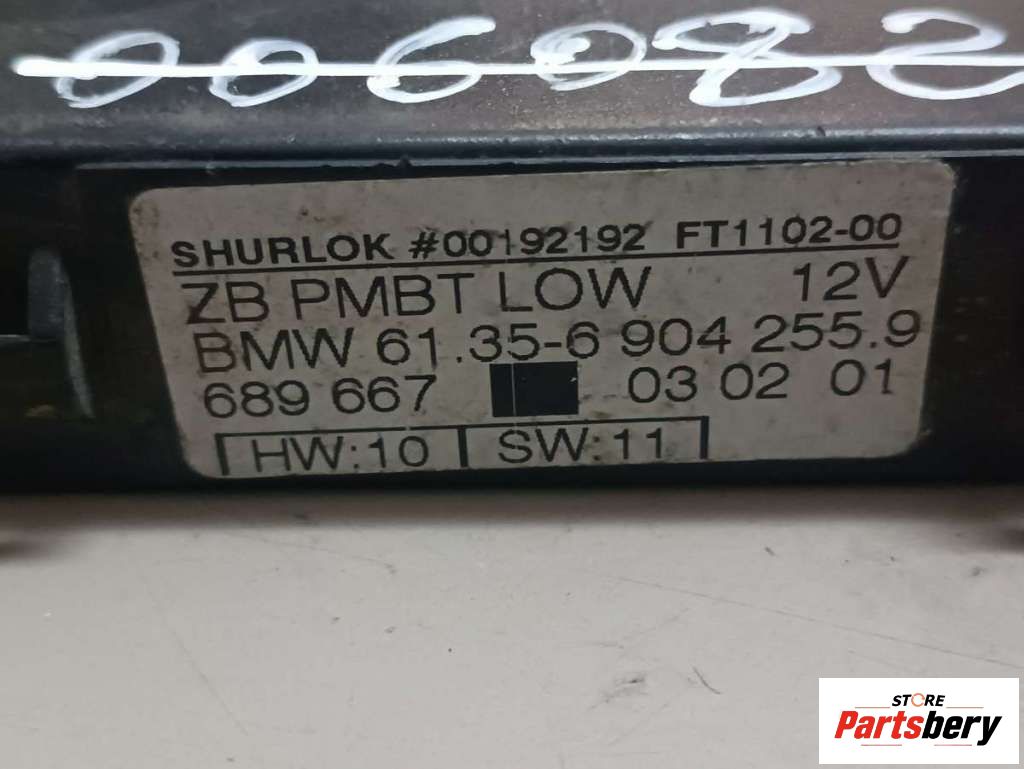 006082
SHURLOK #00192192 FT1102-00
ZB PMBT LOW 12V
BMW 61.35-6 904 255.9
689 667 03 02 01
HW:10 SW:11
STORE
Partsbery